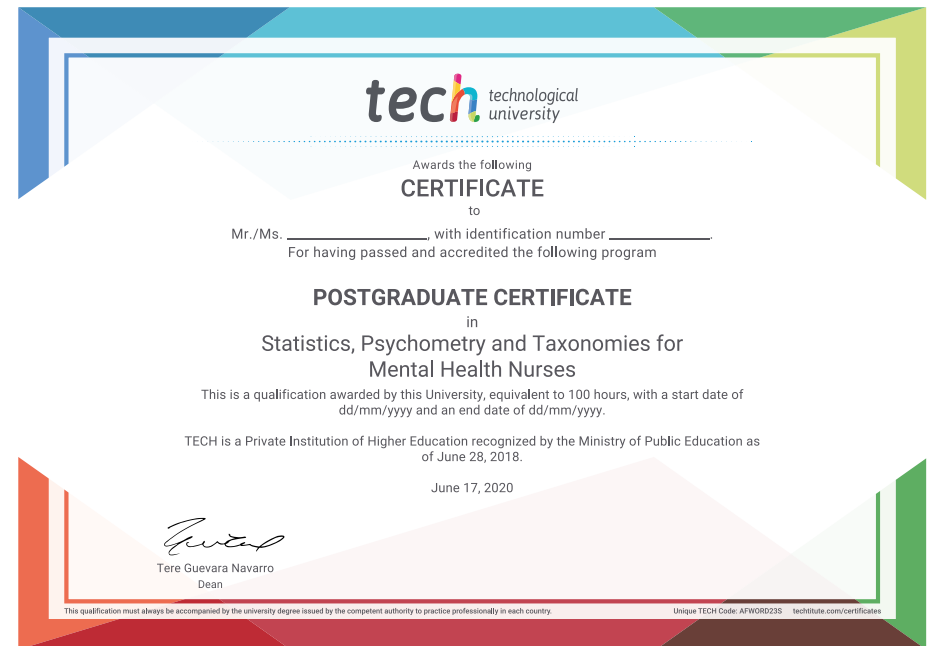 tech technological
university
Awards the following
CERTIFICATE
to
Mr./Ms. ____________________, with identification number ______________.
For having passed and accredited the following program
POSTGRADUATE CERTIFICATE
in
Statistics, Psychometry and Taxonomies for
Mental Health Nurses
This is a qualification awarded by this University, equivalent to 100 hours, with a start date of
dd/mm/yyyy and an end date of dd/mm/yyyy.
TECH is a Private Institution of Higher Education recognized by the Ministry of Public Education as
of June 28, 2018.
June 17, 2020
Tere Guevara Navarro
Dean
This qualification must always be accompanied by the university degree issued by the competent authority to practice professionally in each country.
Unique TECH Code: AFWORD23S techtitute.com/certificates